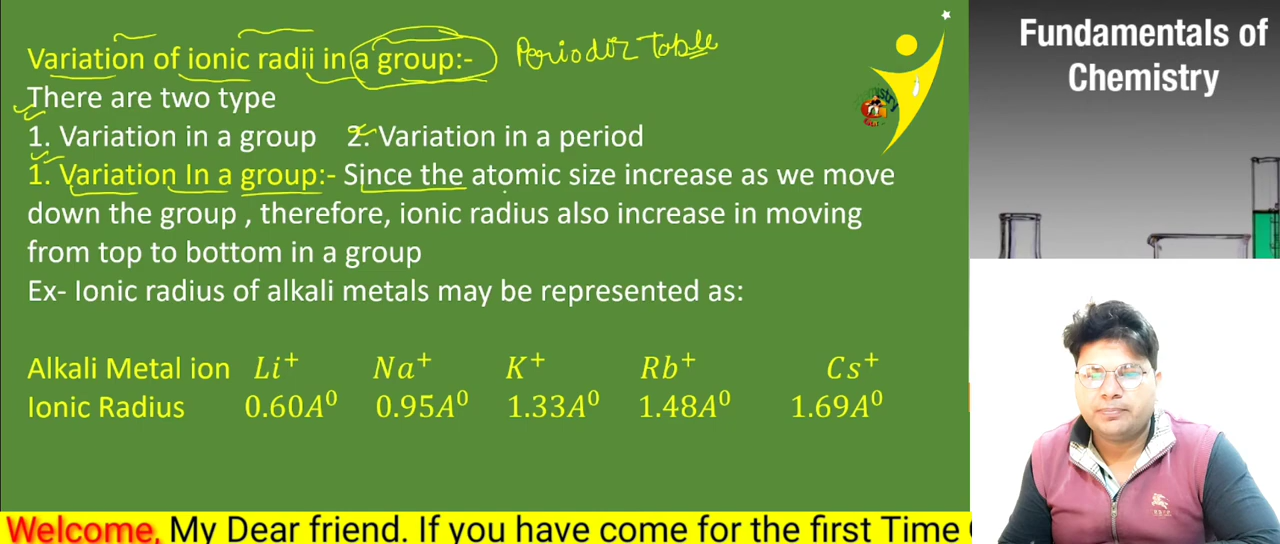 Variation of ionic radii in a group:- Periodic table
There are two type
1. Variation in a group 2. Variation in a period
1. Variation In a group:- Since the atomic size increase as we move
down the group , therefore, ionic radius also increase in moving
from top to bottom in a group
Ex- Ionic radius of alkali metals may be represented as:
Alkali Metal ion Li⁺ Na⁺ K⁺ Rb⁺ Cs⁺
Ionic Radius 0.60A⁰ 0.95A⁰ 1.33A⁰ 1.48A⁰ 1.69A⁰
Fundamentals of
Chemistry
Welcome, My Dear friend. If you have come for the first Time